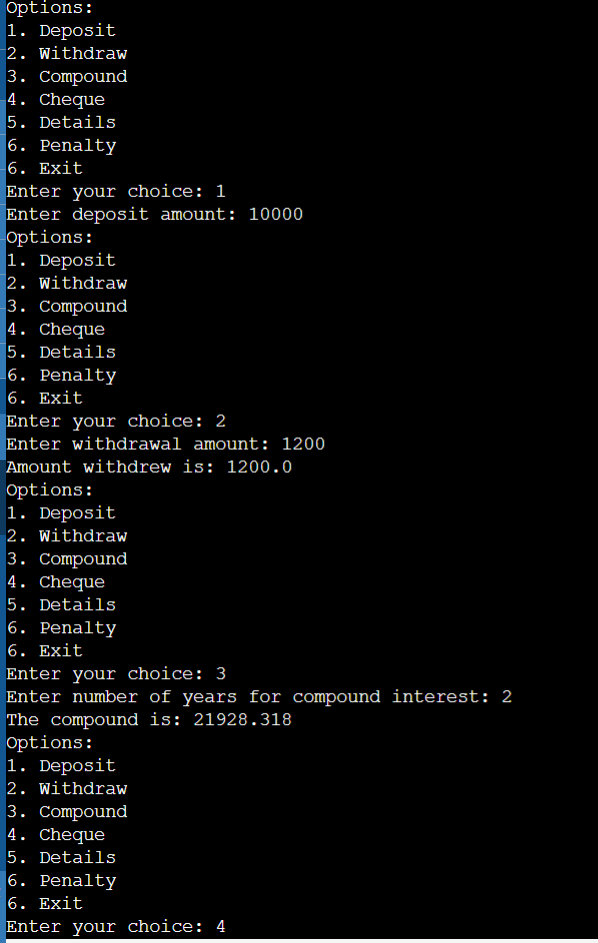 Options:
1. Deposit
2. Withdraw
3. Compound
4. Cheque
5. Details
6. Penalty
6. Exit
Enter your choice: 1
Enter deposit amount: 10000
Options:
1. Deposit
2. Withdraw
3. Compound
4. Cheque
5. Details
6. Penalty
6. Exit
Enter your choice: 2
Enter withdrawal amount: 1200
Amount withdrew is: 1200.0
Options:
1. Deposit
2. Withdraw
3. Compound
4. Cheque
5. Details
6. Penalty
6. Exit
Enter your choice: 3
Enter number of years for compound interest: 2
The compound is: 21928.318
Options:
1. Deposit
2. Withdraw
3. Compound
4. Cheque
5. Details
6. Penalty
6. Exit
Enter your choice: 4